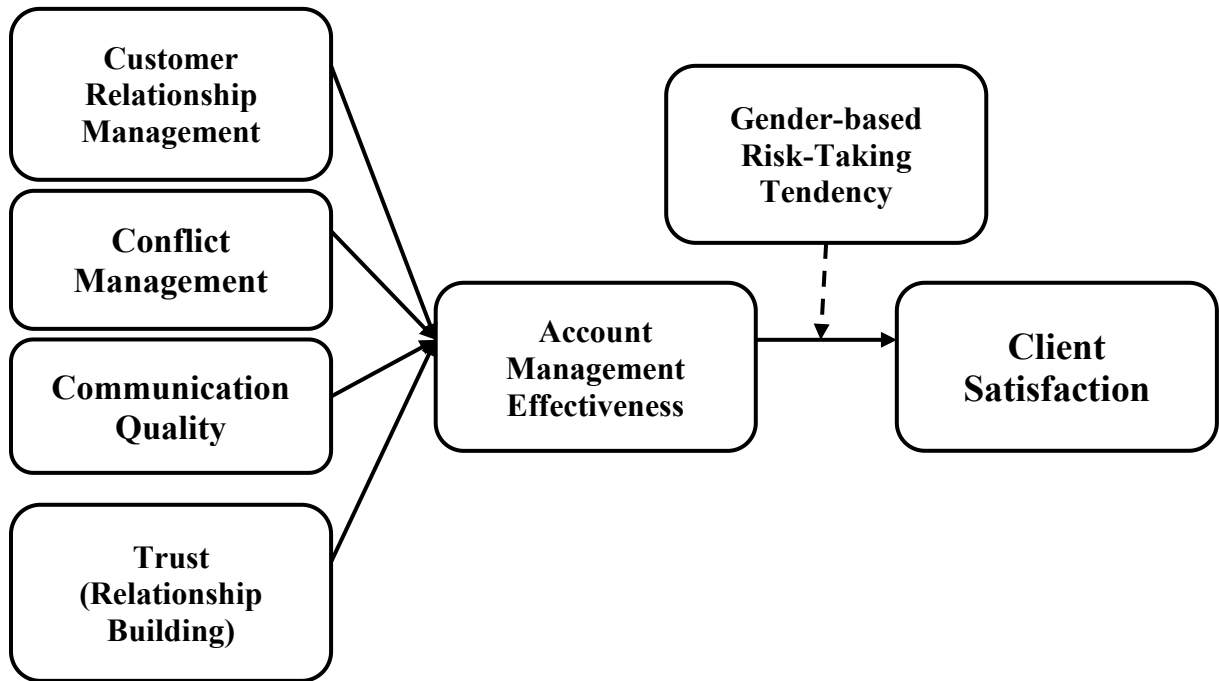 Customer
Relationship
Management
Conflict
Management
Communication
Quality
Trust
(Relationship
Building)
Account
Management
Effectiveness
Gender-based
Risk-Taking
Tendency
Client
Satisfaction